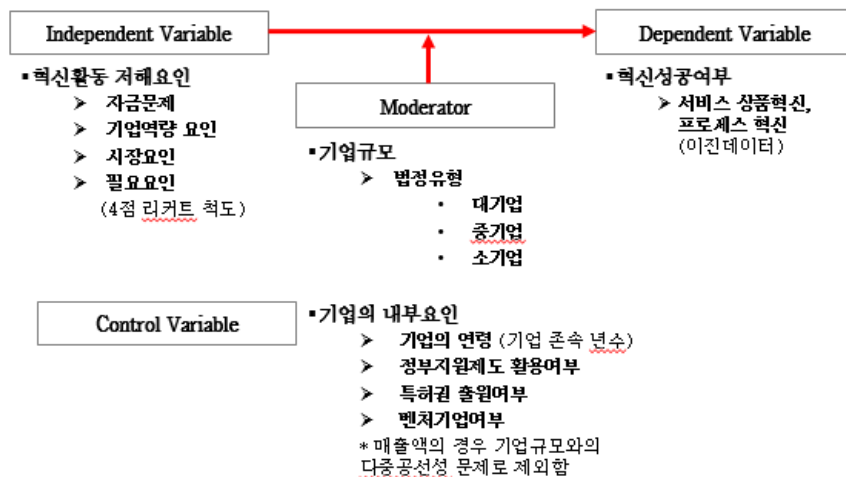 Independent Variable
▪혁신활동 저해요인
➢ 자금문제
➢ 기업역량 요인
➢ 시장요인
➢ 필요요인
(4점 리커트 척도)
Moderator
▪기업규모
➢ 법정유형
• 대기업
• 중기업
• 소기업
Dependent Variable
▪혁신성공여부
➢ 서비스 상품혁신,
프로세스 혁신
(이진데이터)
Control Variable
▪기업의 내부요인
➢ 기업의 연령 (기업 존속 년수)
➢ 정부지원제도 활용여부
➢ 특허권 출원여부
➢ 벤처기업여부
* 매출액의 경우 기업규모와의
다중공선성 문제로 제외함